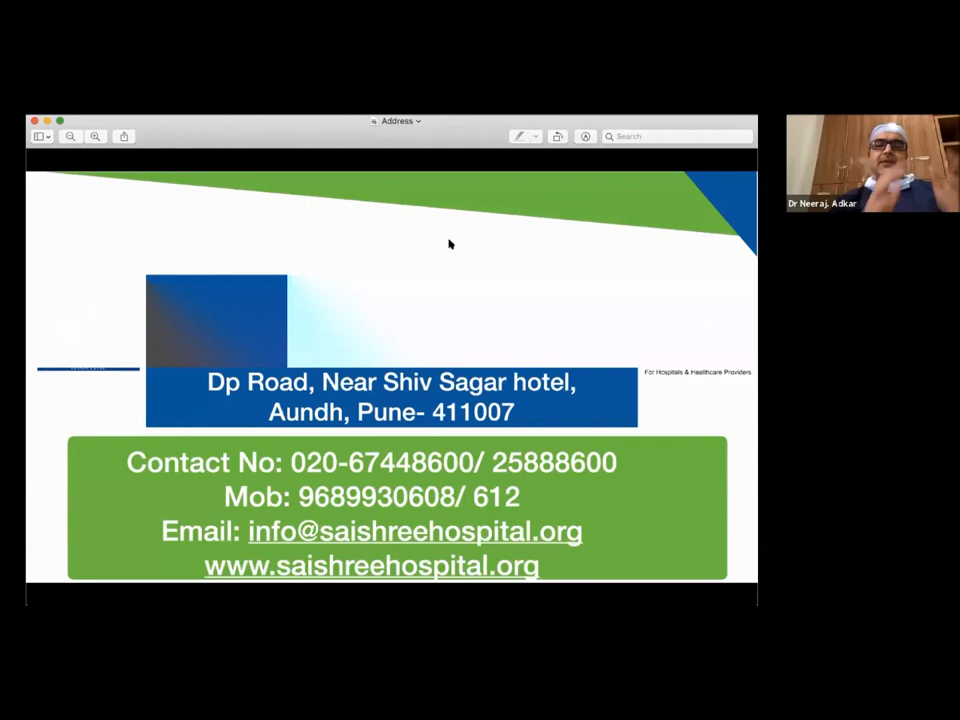 Address
Search
Dr Neeraj. Adkar
For Hospitals & Healthcare Providers
Dp Road, Near Shiv Sagar hotel,
Aundh, Pune- 411007
Contact No: 020-67448600/ 25888600
Mob: 9689930608/ 612
Email: info@saishreehospital.org
www.saishreehospital.org